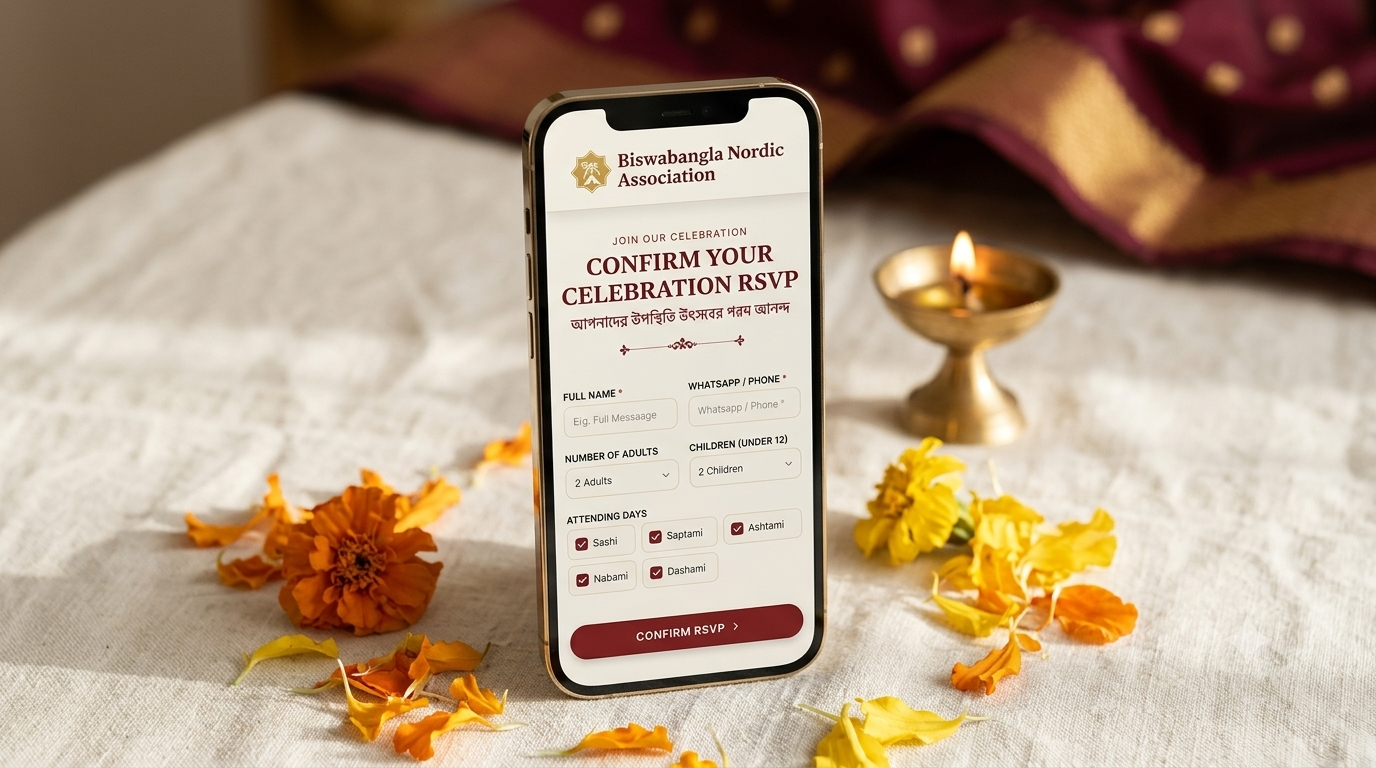 Biswabangla Nordic
Association
JOIN OUR CELEBRATION
CONFIRM YOUR
CELEBRATION RSVP
আপনাদের উপস্থিতি উৎসবের পরম আনন্দ
FULL NAME *
WHATSAPP / PHONE *
Eig. Full Messaage
Whatsapp / Phone *
NUMBER OF ADULTS
CHILDREN (UNDER 12)
2 Adults
2 Children
ATTENDING DAYS
Sashi
Saptami
Ashtami
Nabami
Dashami
CONFIRM RSVP >